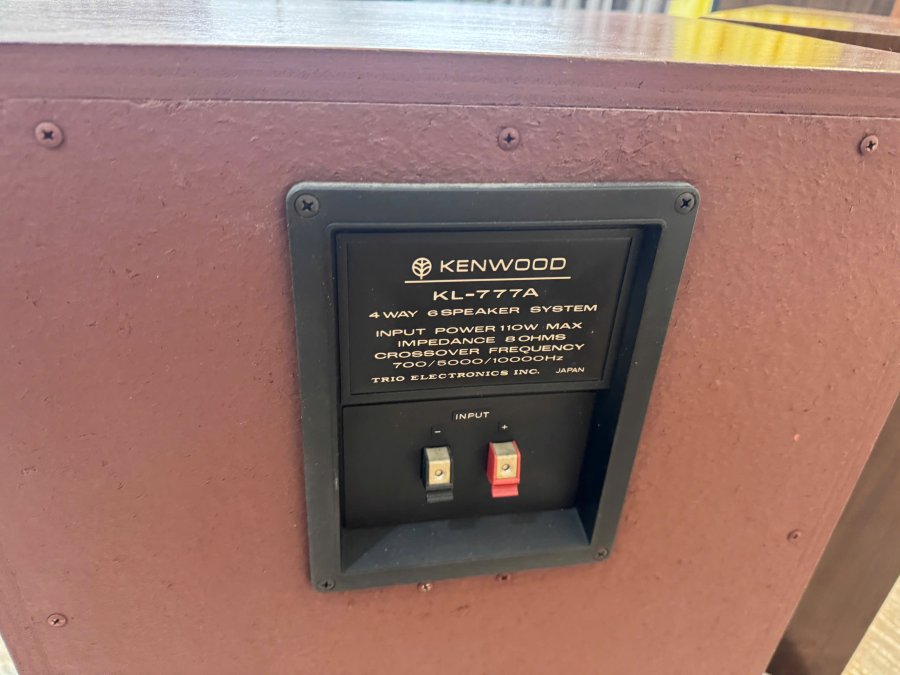 KENWOOD
KL-777A
4 WAY 6 SPEAKER SYSTEM
INPUT POWER 110W MAX
IMPEDANCE 8 OHMS
CROSSOVER FREQUENCY
700/5000/10000Hz
TRIO ELECTRONICS INC. JAPAN
INPUT
- +